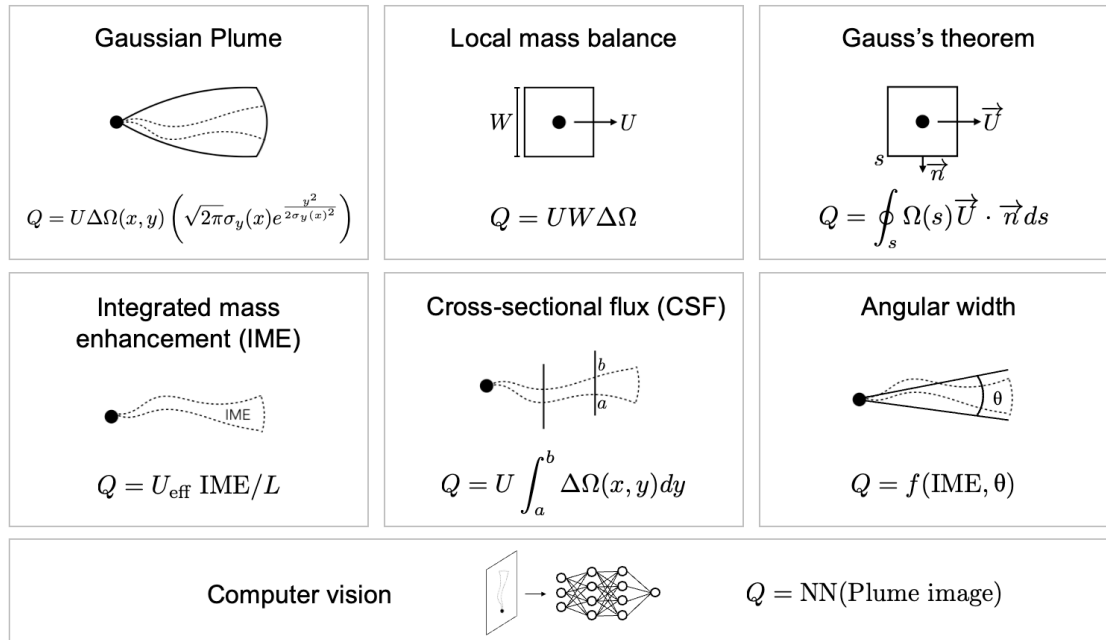 Gaussian Plume
Q = UΔΩ(x, y) (√2πσ_y(x)e^{y²/2σ_y(x)²})
Local mass balance
W
U
Q = UWΔΩ
Gauss's theorem
U⃗
s
n⃗
Q = ∮_s Ω(s)U⃗ · n⃗ds
Integrated mass
enhancement (IME)
IME
Q = U_eff IME/L
Cross-sectional flux (CSF)
b
a
Q = U ∫_a^b ΔΩ(x, y)dy
Angular width
θ
Q = f(IME, θ)
Computer vision
Q = NN(Plume image)